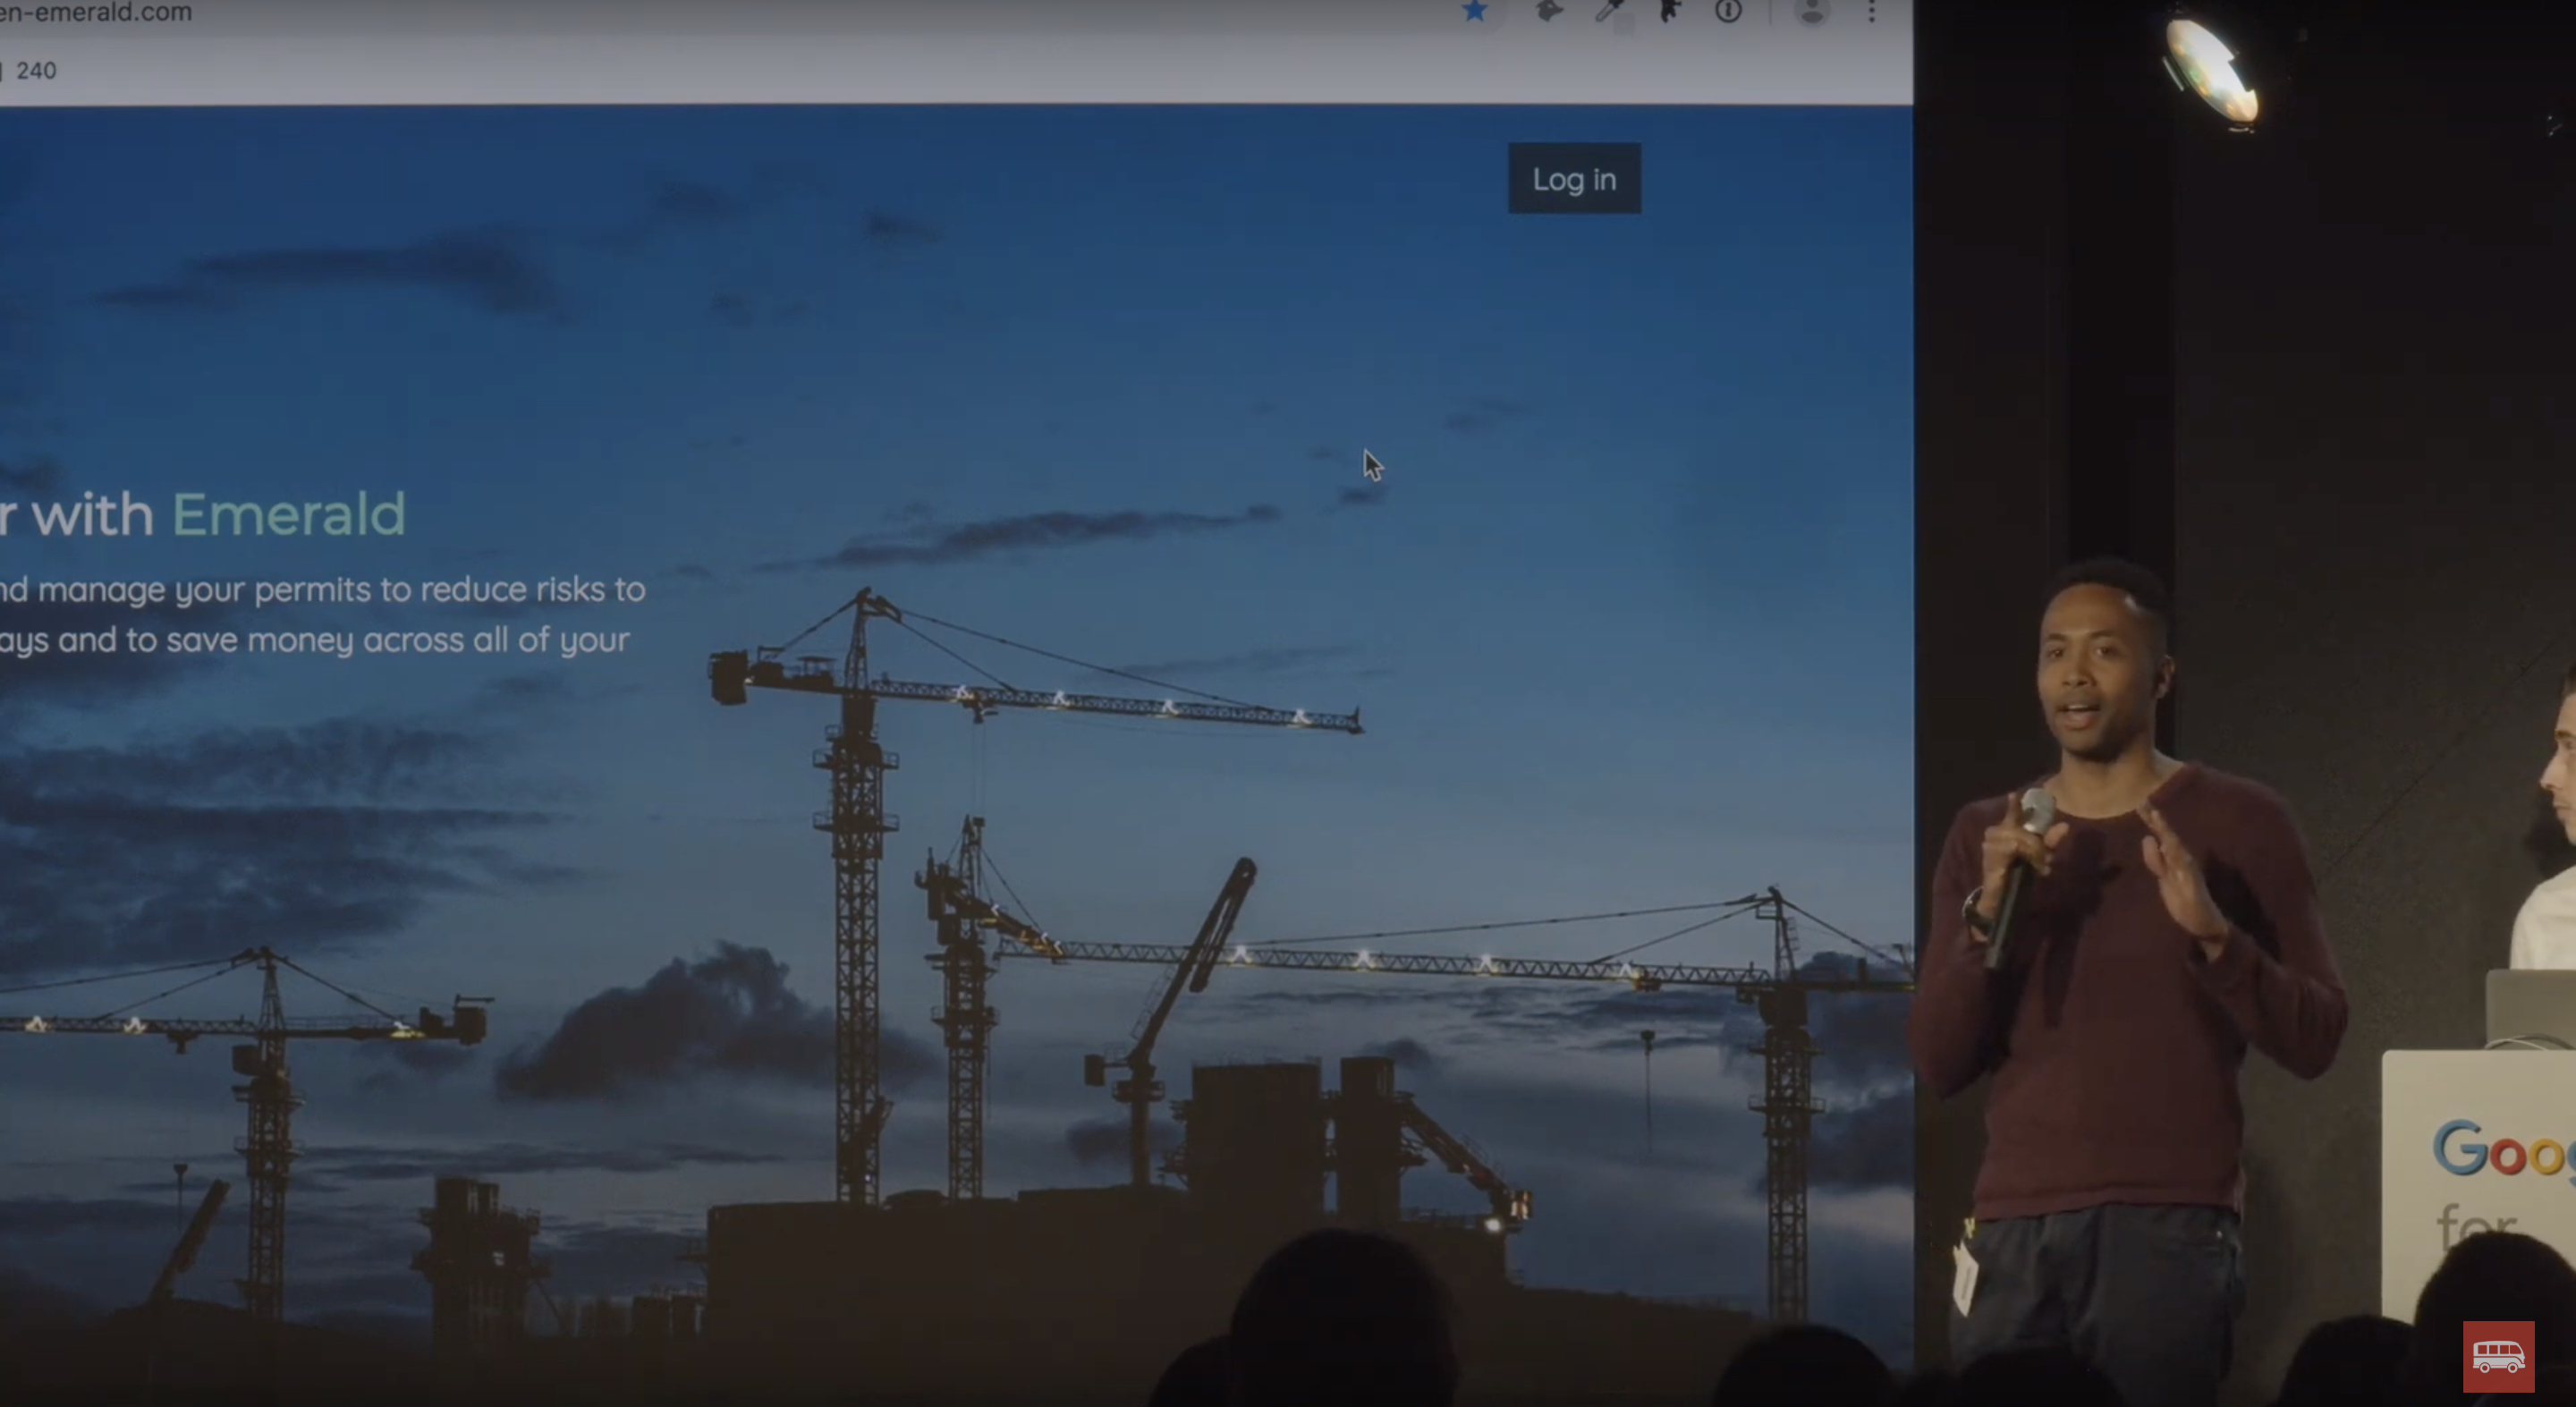 en-emerald.com
240
Log in
r with Emerald
nd manage your permits to reduce risks to
ays and to save money across all of your
Goog
for